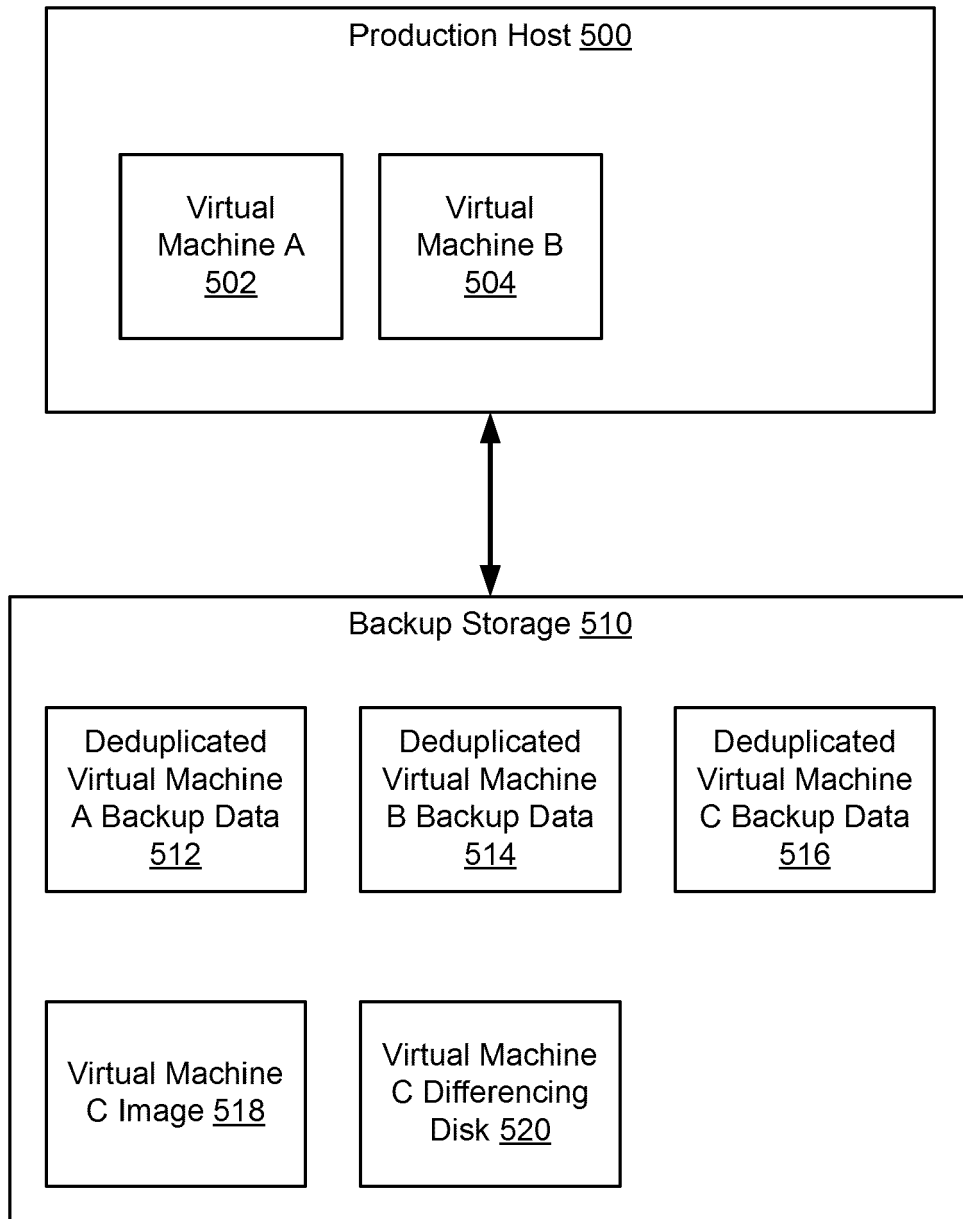 Production Host 500
Virtual
Machine A
502
Virtual
Machine B
504
Backup Storage 510
Deduplicated
Virtual Machine
A Backup Data
512
Deduplicated
Virtual Machine
B Backup Data
514
Deduplicated
Virtual Machine
C Backup Data
516
Virtual Machine
C Image 518
Virtual Machine
C Differencing
Disk 520